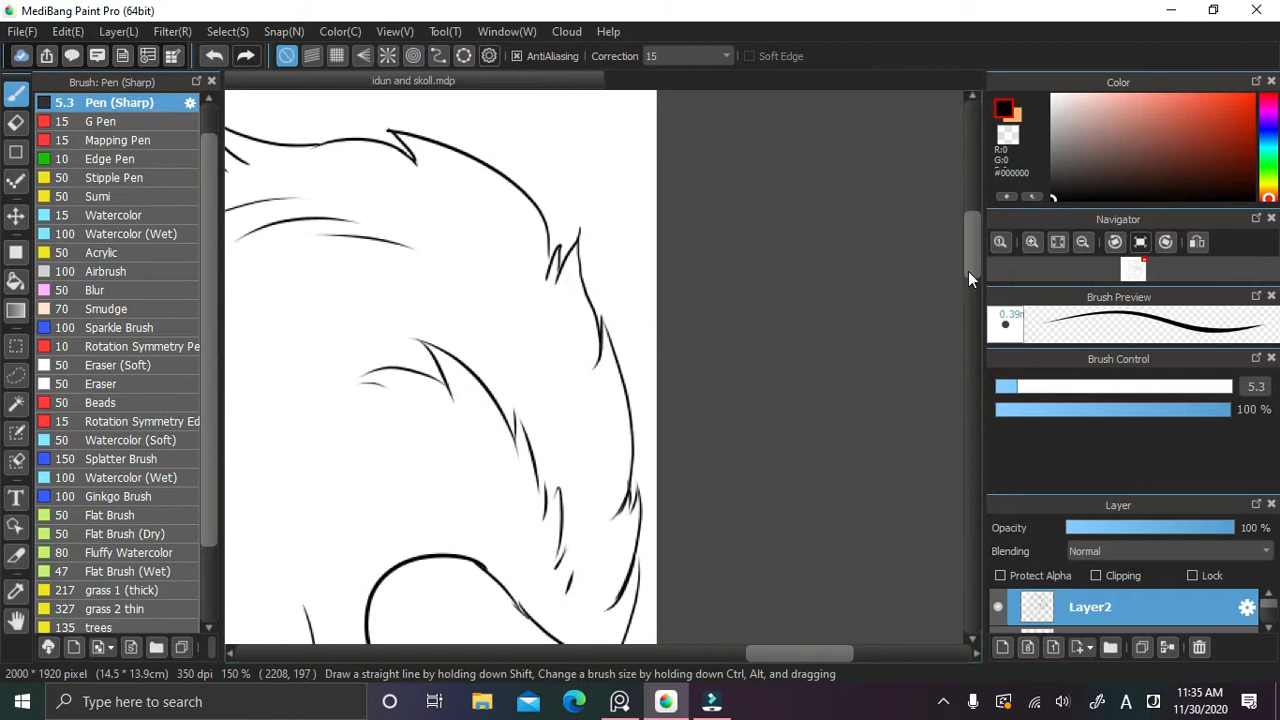 MediBang Paint Pro (64bit)
File(F) Edit(E) Layer(L) Filter(R) Select(S) Snap(N) Color(C) View(V) Tool(T) Window(W) Cloud Help
AntiAliasing Correction 15 Soft Edge
Brush: Pen (Sharp)
idun and skoll.mdp
5.3 Pen (Sharp)
15 G Pen
15 Mapping Pen
10 Edge Pen
50 Stipple Pen
50 Sumi
15 Watercolor
100 Watercolor (Wet)
50 Acrylic
100 Airbrush
50 Blur
70 Smudge
100 Sparkle Brush
10 Rotation Symmetry Pe
50 Eraser (Soft)
50 Eraser
50 Beads
15 Rotation Symmetry Ed
50 Watercolor (Soft)
150 Splatter Brush
100 Watercolor (Wet)
100 Ginkgo Brush
50 Flat Brush
50 Flat Brush (Dry)
80 Fluffy Watercolor
47 Flat Brush (Wet)
217 grass 1 (thick)
327 grass 2 thin
135 trees
Color
R:0
G:0
#000000
Navigator
Brush Preview
Brush Control
5.3
100 %
Layer
Opacity 100 %
Blending Normal
Protect Alpha Clipping Lock
Layer2
2000 * 1920 pixel (14.5 * 13.9cm) 350 dpi 150 % ( 2208, 197 ) Draw a straight line by holding down Shift, Change a brush size by holding down Ctrl, Alt, and dragging
Type here to search
11:35 AM
11/30/2020